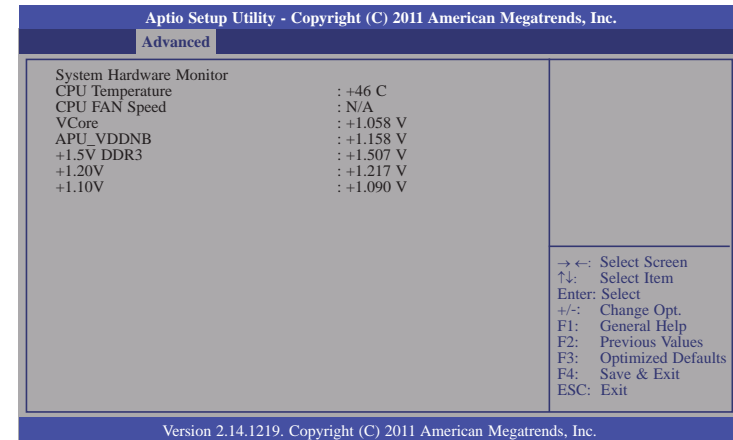 Aptio Setup Utility - Copyright (C) 2011 American Megatrends, Inc.
Advanced
System Hardware Monitor
CPU Temperature : +46 C
CPU FAN Speed : N/A
VCore : +1.058 V
APU_VDDNB : +1.158 V
+1.5V DDR3 : +1.507 V
+1.20V : +1.217 V
+1.10V : +1.090 V
→ ←: Select Screen
↑↓: Select Item
Enter: Select
+/-: Change Opt.
F1: General Help
F2: Previous Values
F3: Optimized Defaults
F4: Save & Exit
ESC: Exit
Version 2.14.1219. Copyright (C) 2011 American Megatrends, Inc.